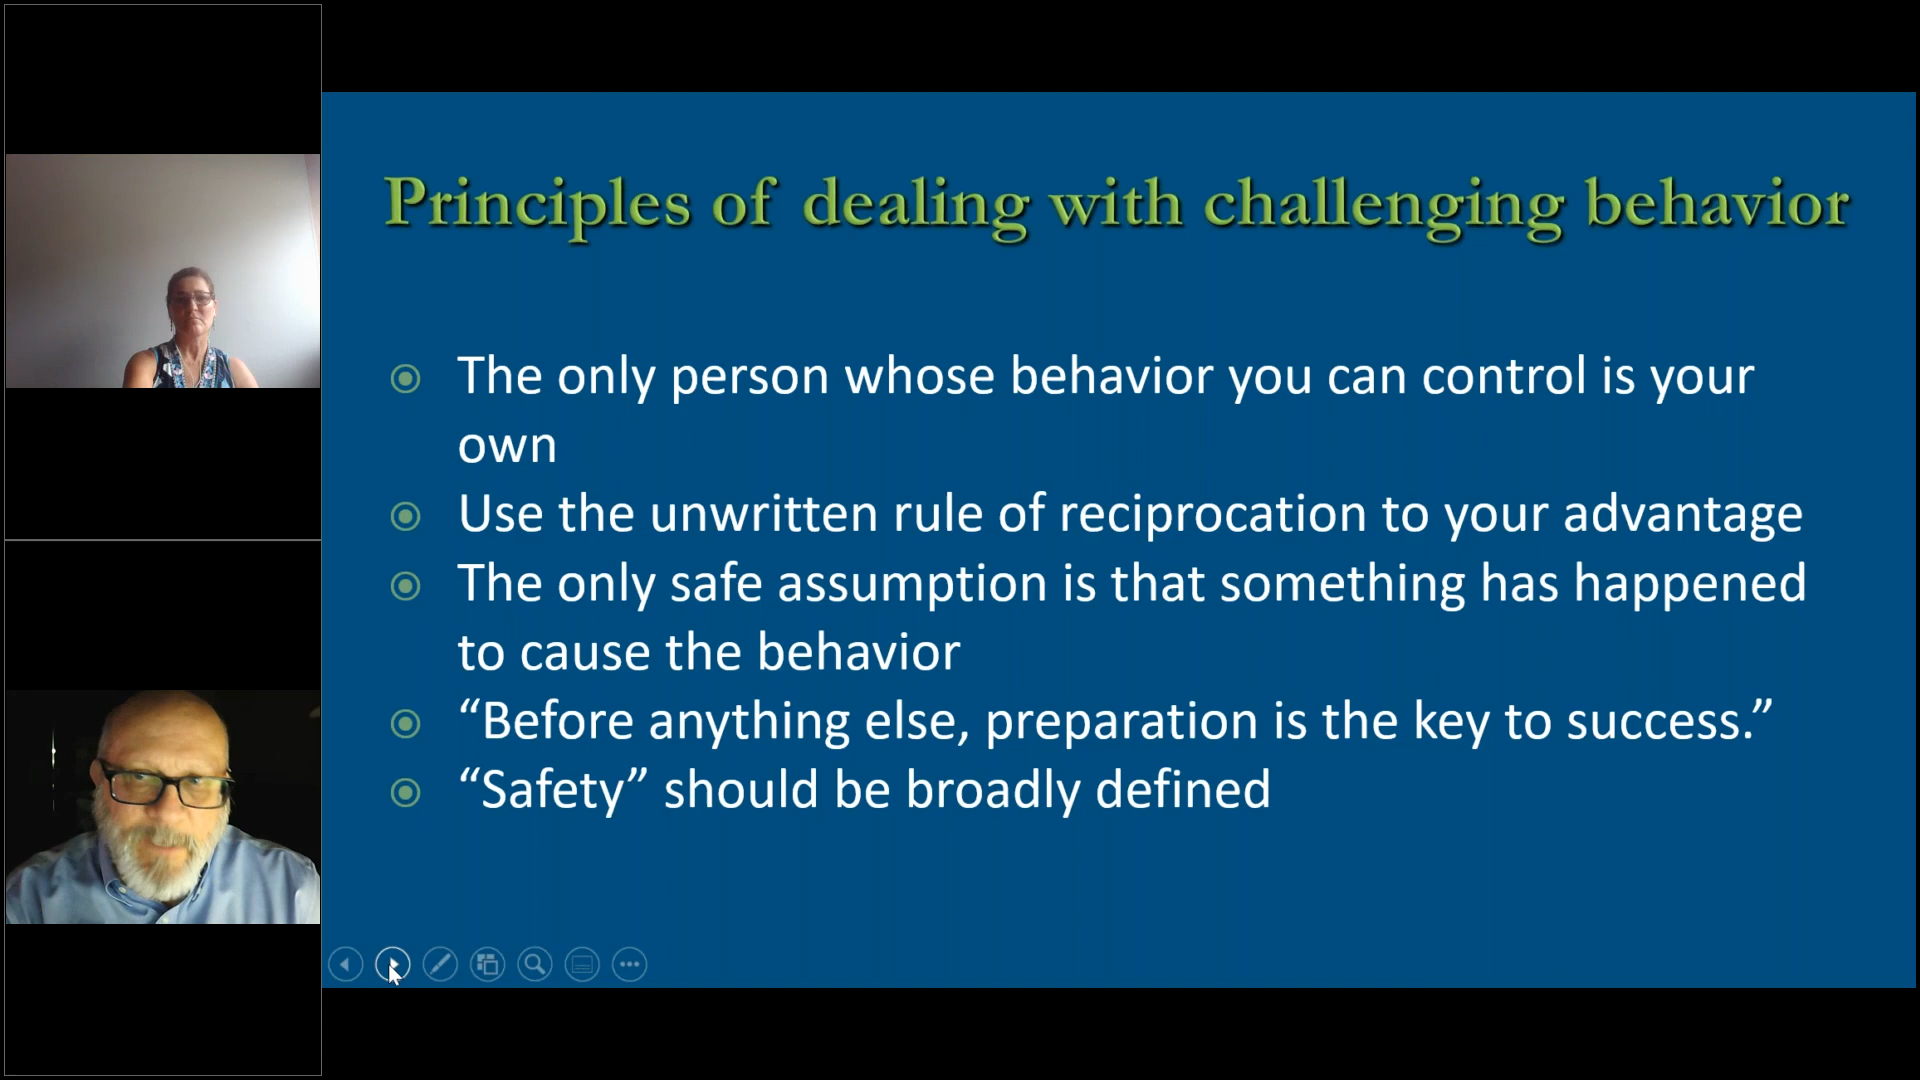 Principles of dealing with challenging behavior
The only person whose behavior you can control is your
own
Use the unwritten rule of reciprocation to your advantage
The only safe assumption is that something has happened
to cause the behavior
“Before anything else, preparation is the key to success.”
“Safety” should be broadly defined